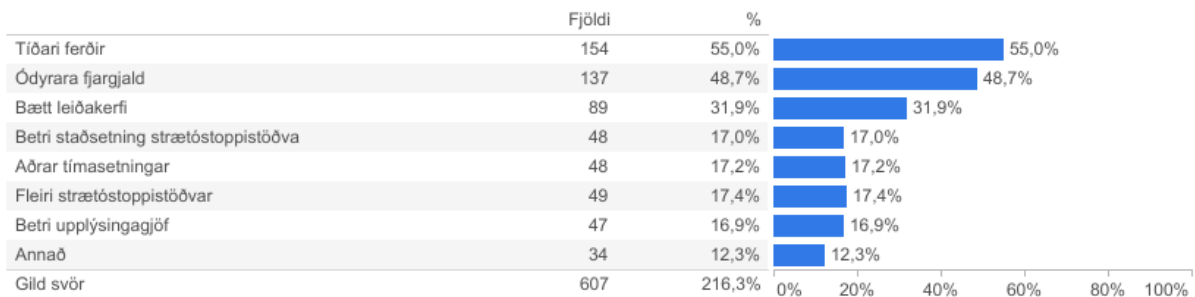 Fjöldi %
Tíðari ferðir 154 55,0% 55,0%
Ódyrara fjargjald 137 48,7% 48,7%
Bætt leiðakerfi 89 31,9% 31,9%
Betri staðsetning strætóstoppistöðva 48 17,0% 17,0%
Aðrar tímasetningar 48 17,2% 17,2%
Fleiri strætóstoppistöðvar 49 17,4% 17,4%
Betri upplýsingagjöf 47 16,9% 16,9%
Annað 34 12,3% 12,3%
Gild svör 607 216,3% 0% 20% 40% 60% 80% 100%